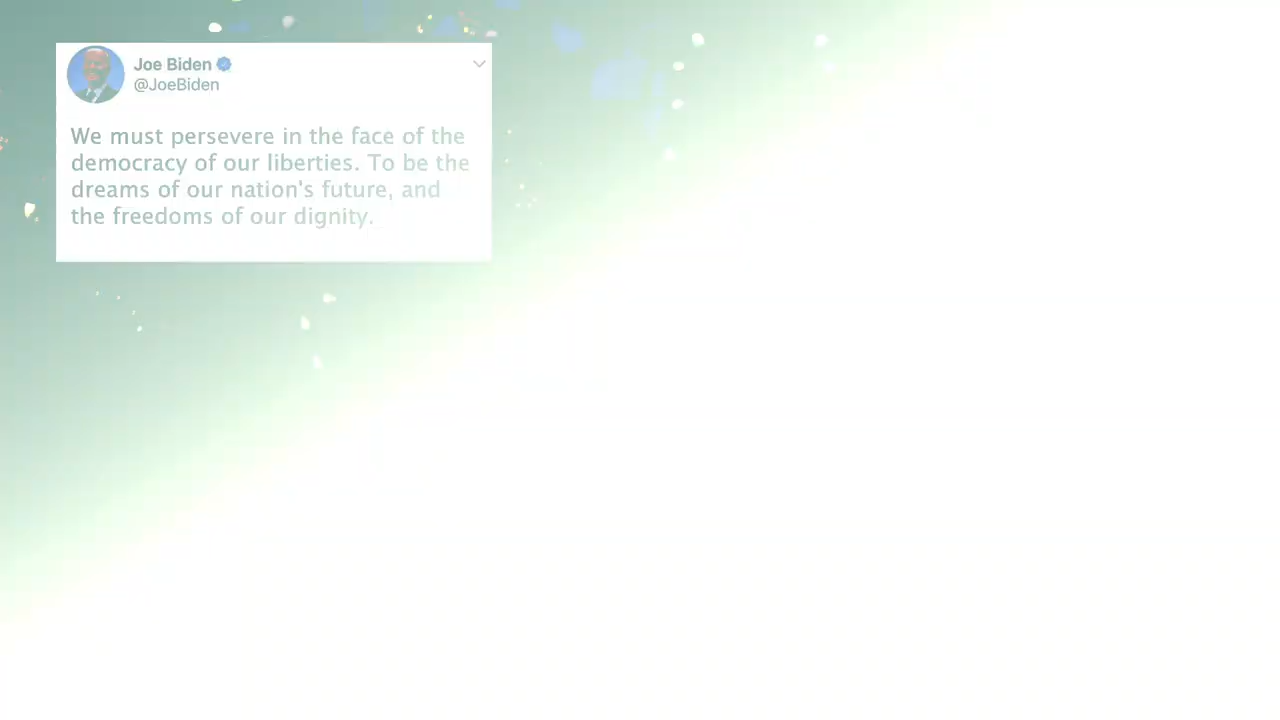 Joe Biden
@JoeBiden
We must persevere in the face of the
democracy of our liberties. To be the
dreams of our nation's future, and
the freedoms of our dignity.